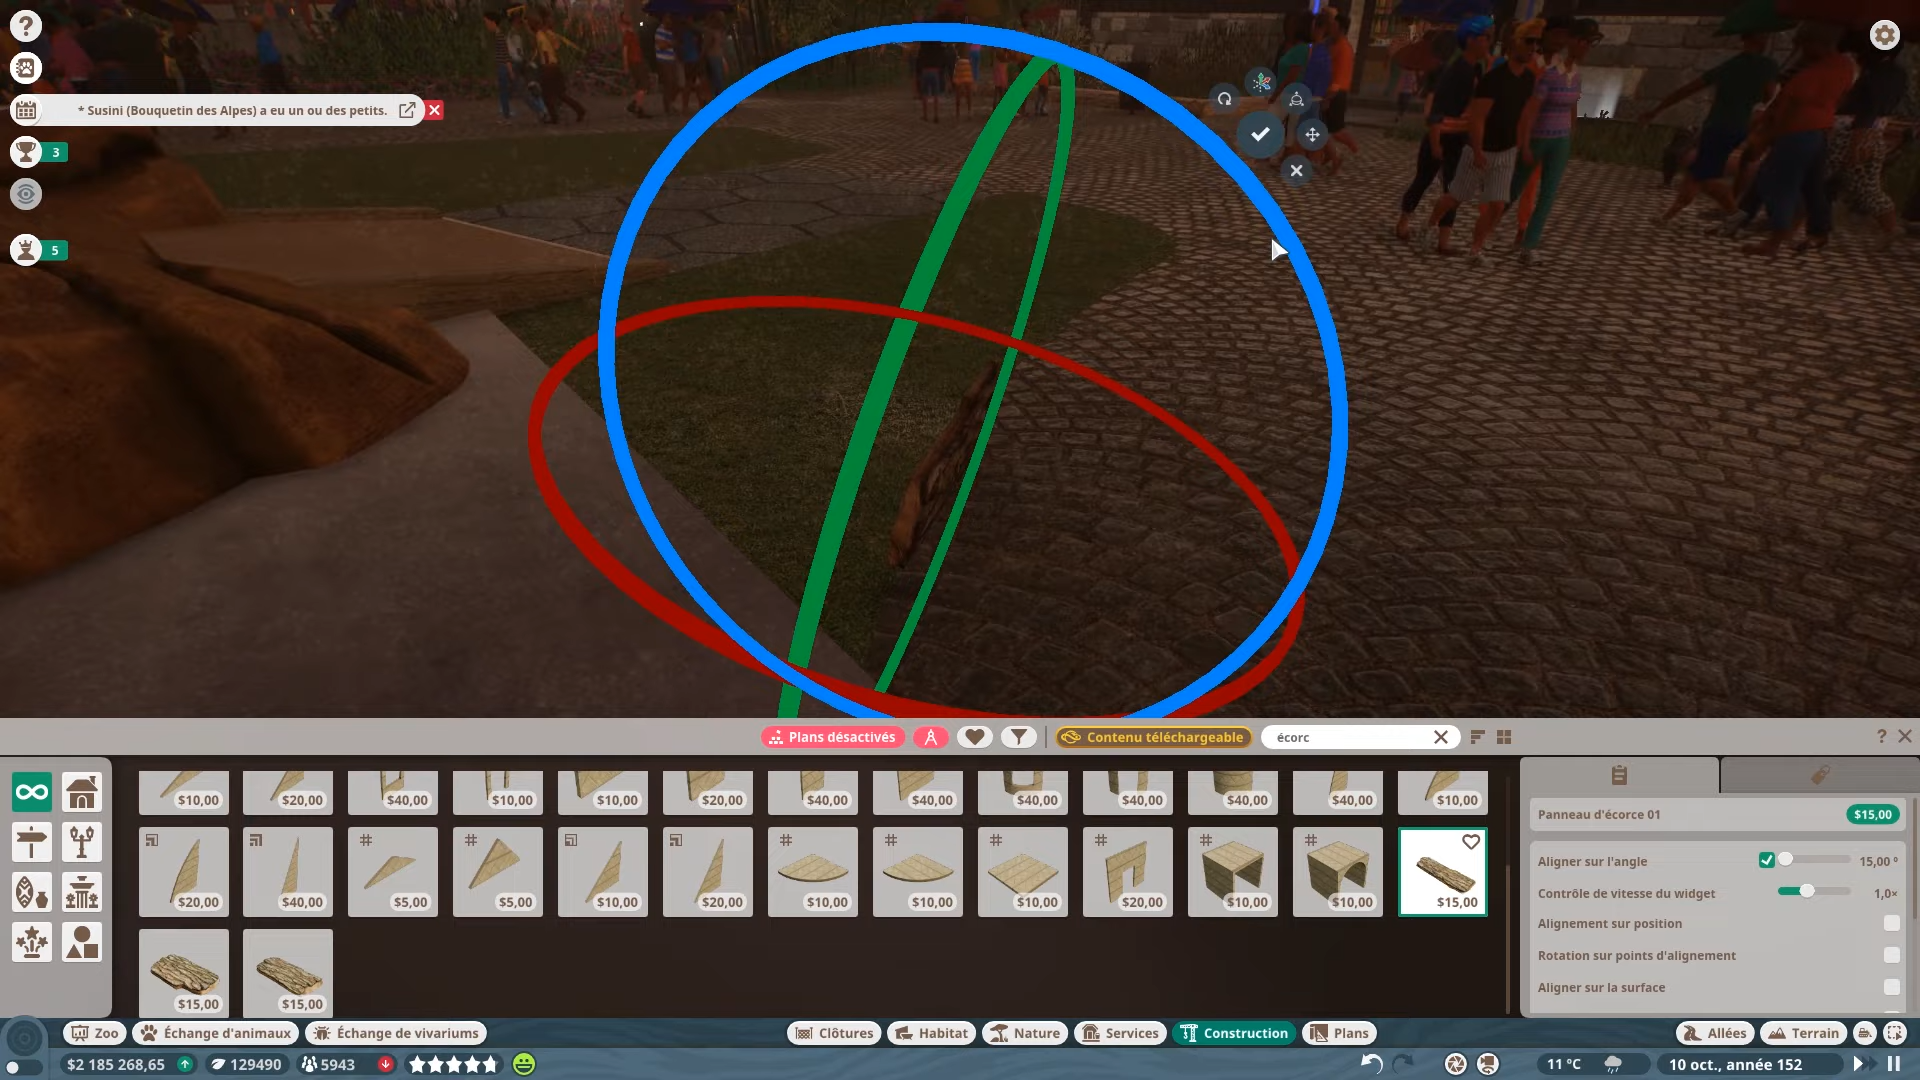 ?
* Susini (Bouquetin des Alpes) a eu un ou des petits.
3
5
Plans désactivés
Contenu téléchargeable
écorc
?
$10,00 $20,00 $40,00 $10,00 $10,00 $20,00 $40,00 $40,00 $40,00 $40,00 $40,00 $40,00 $10,00
$20,00 $40,00 $5,00 $5,00 $10,00 $20,00 $10,00 $10,00 $10,00 $20,00 $10,00 $10,00 $15,00
$15,00 $15,00
Panneau d'écorce 01 $15,00
Aligner sur l'angle 15,00 °
Contrôle de vitesse du widget 1,0×
Alignement sur position
Rotation sur points d'alignement
Aligner sur la surface
Zoo Échange d'animaux Échange de vivariums Clôtures Habitat Nature Services Construction Plans Allées Terrain
$2 185 268,65 129490 5943 11 °C 10 oct., année 152